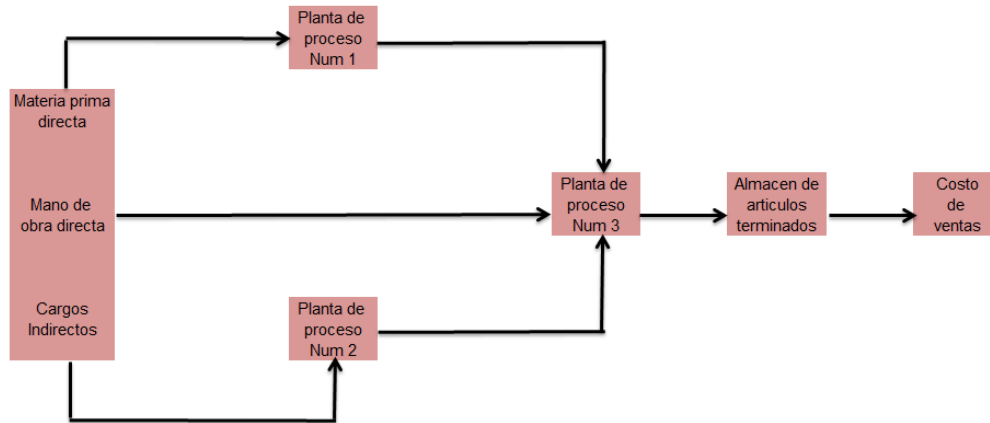 Planta de
proceso
Num 1
Materia prima
directa
Mano de
obra directa
Cargos
Indirectos
Planta de
proceso
Num 2
Planta de
proceso
Num 3
Almacen de
articulos
terminados
Costo
de
ventas